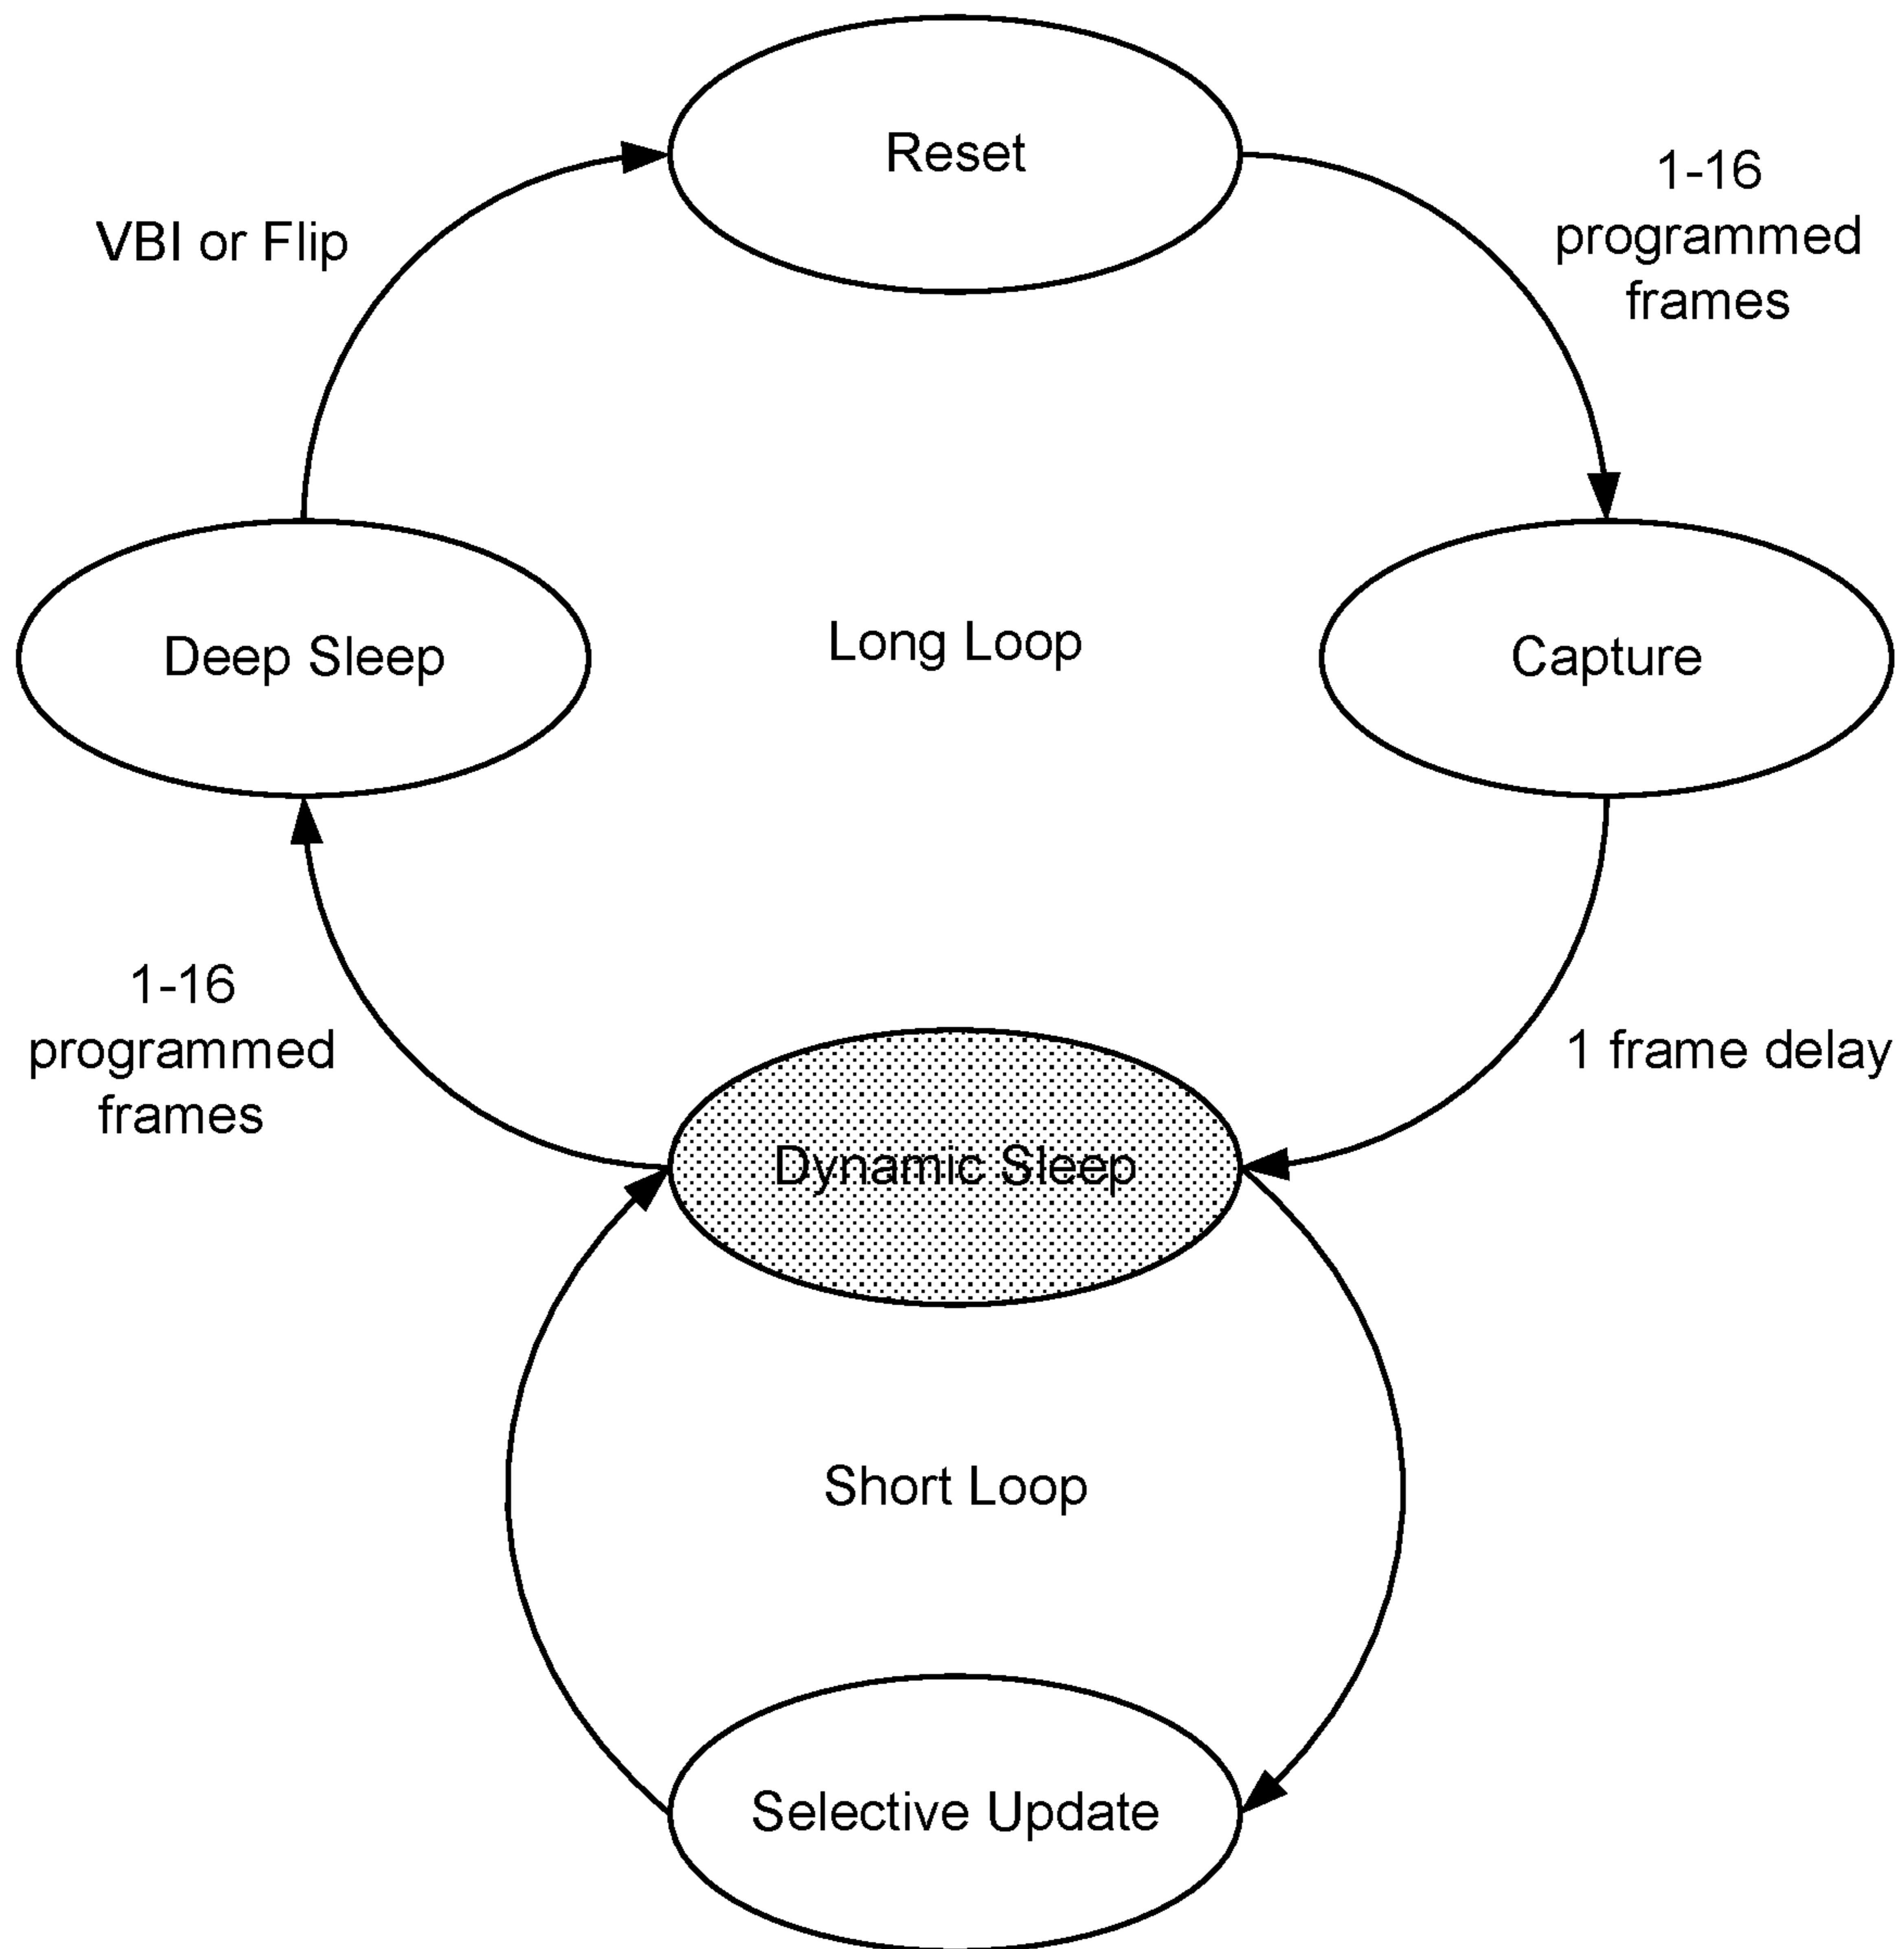 Reset
1-16
programmed
frames
VBI or Flip
Deep Sleep
Long Loop
Capture
1-16
programmed
frames
1 frame delay
Dynamic Sleep
Short Loop
Selective Update